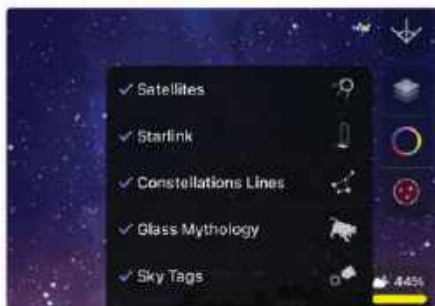 Satellites
Starlink
Constellations Lines
Glass Mythology
Sky Tags
44%